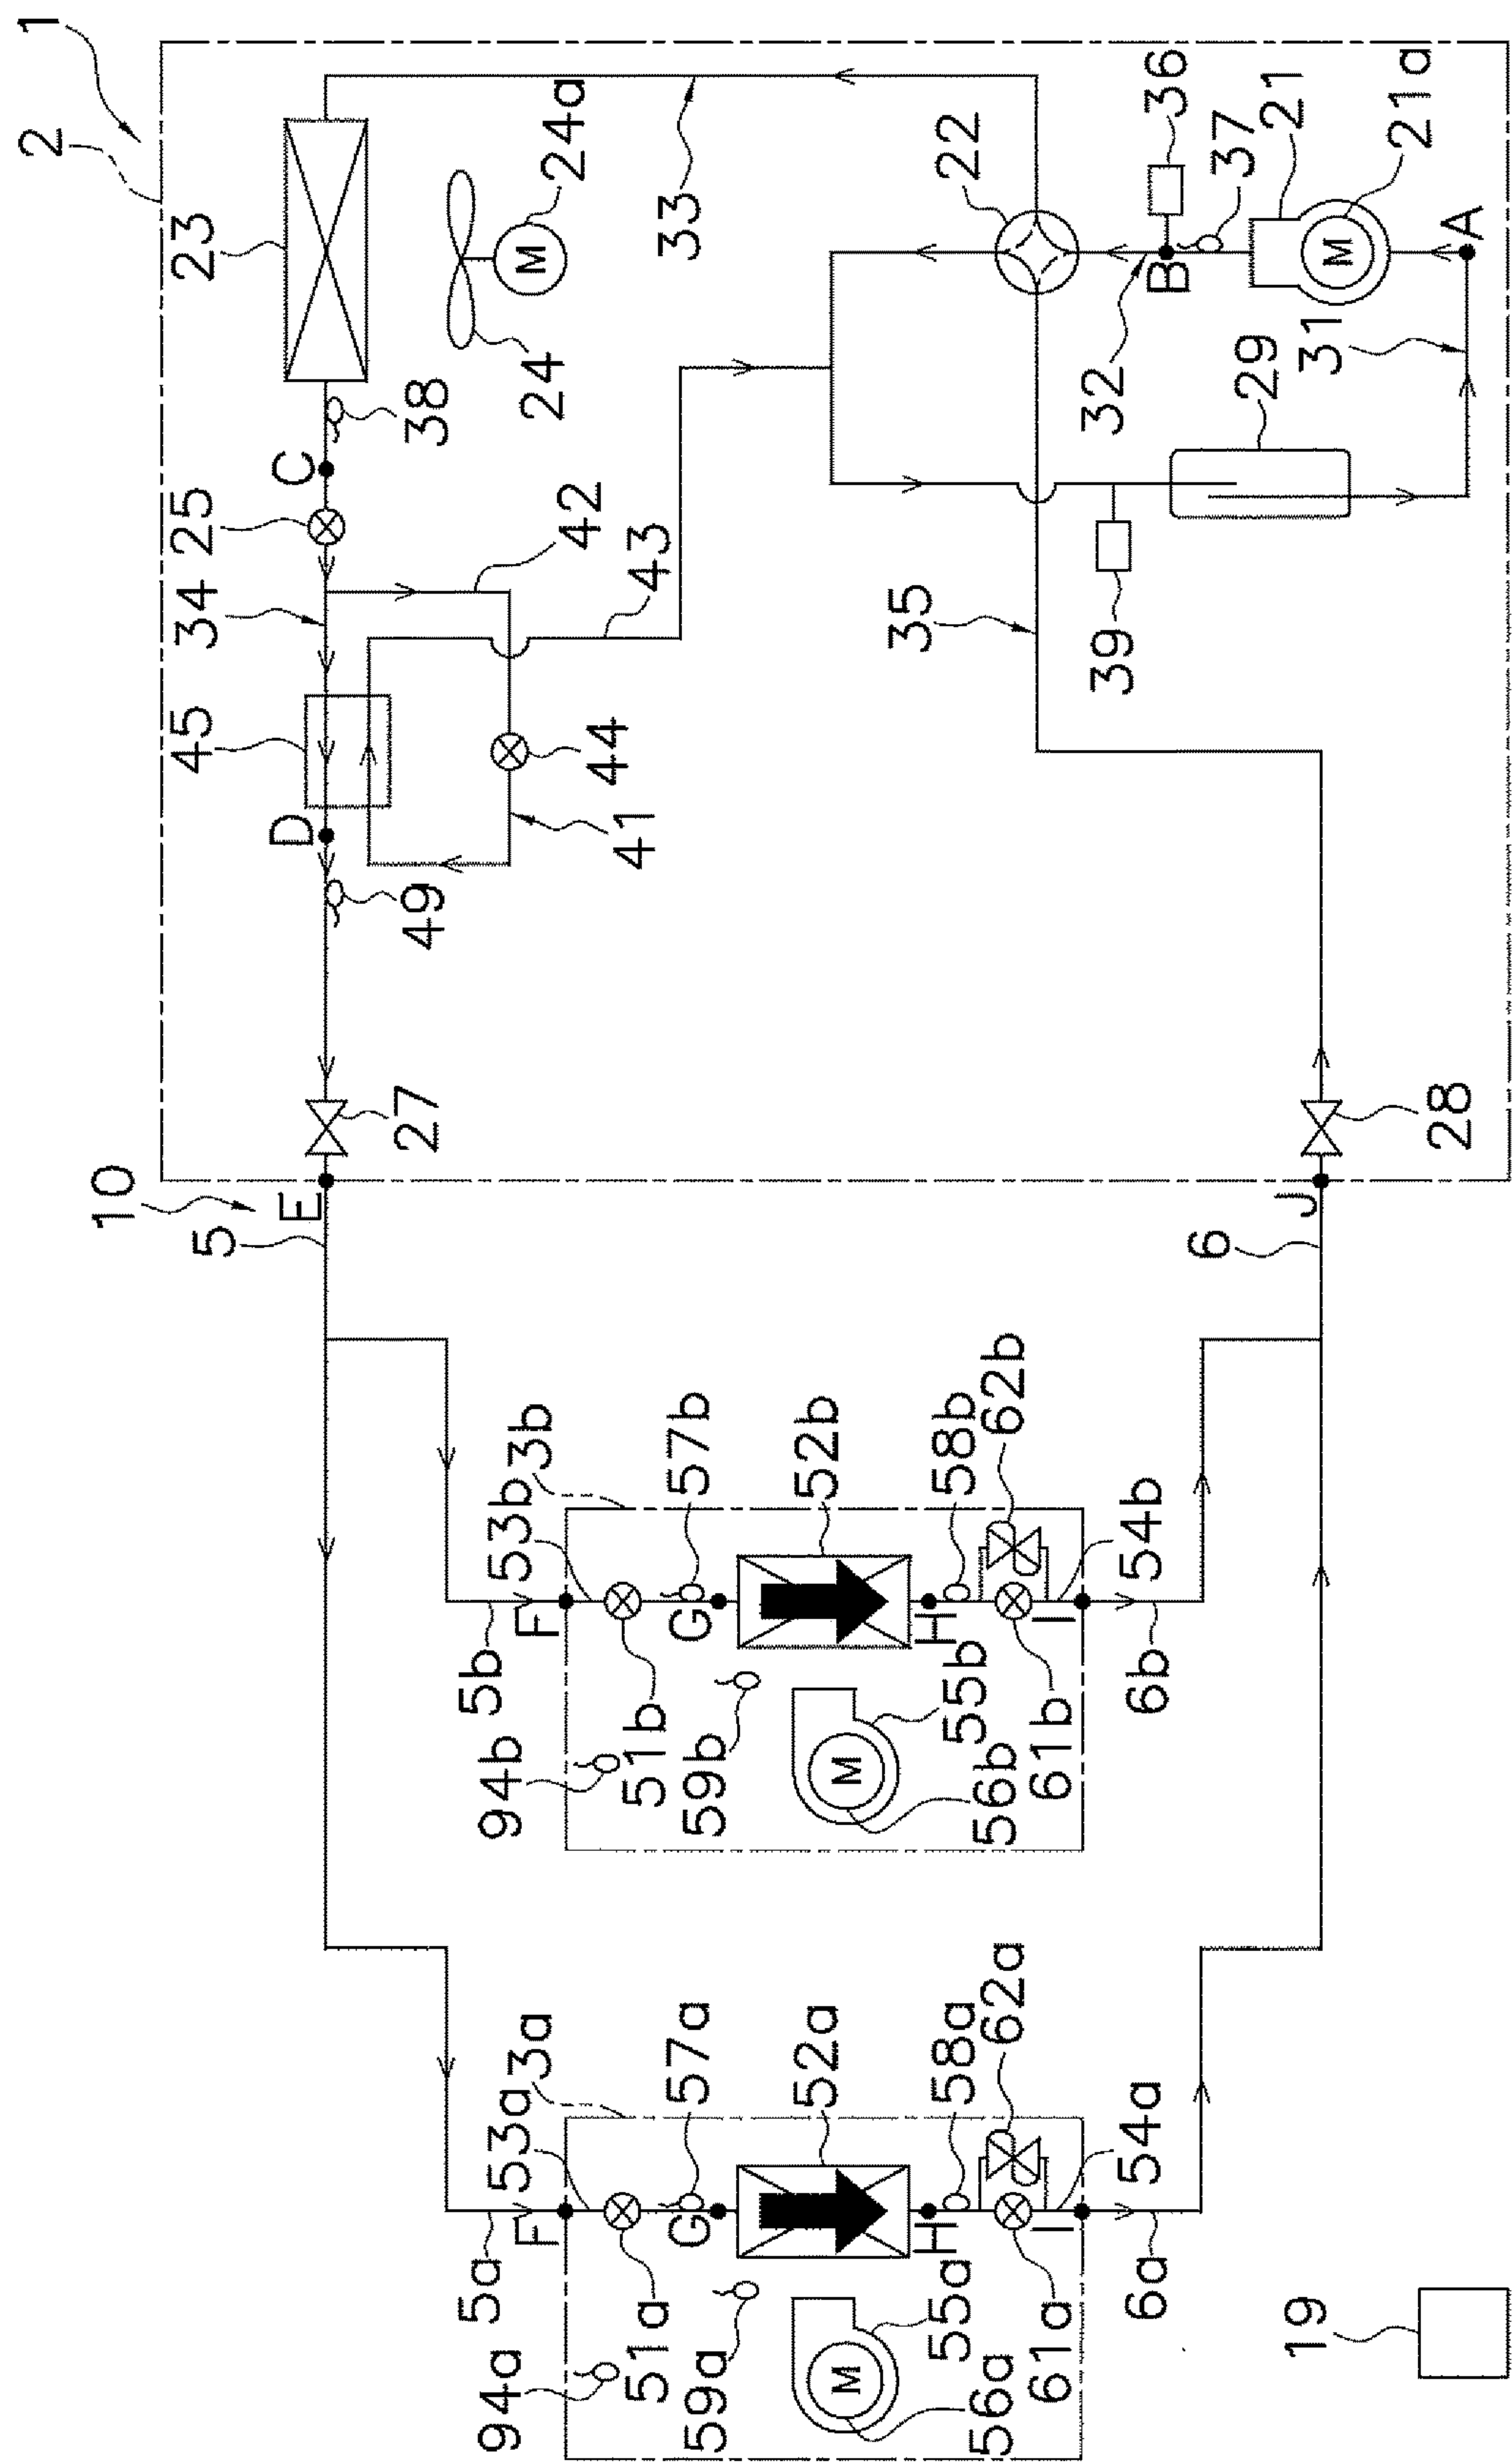 1
2
10
5
E
27
49
D
45
34
25
C
38
23
24
24a
M
33
41
44
43
42
35
39
22
32
B
36
37
21
21a
M
A
31
29
28
J
6
5a
53a
3a
F
94a
51a
G
57a
59a
52a
M
55a
56a
H
58a
62a
61a
I
54a
6a
5b
53b
3b
F
94b
51b
G
57b
59b
52b
M
55b
56b
H
58b
62b
61b
I
54b
6b
19